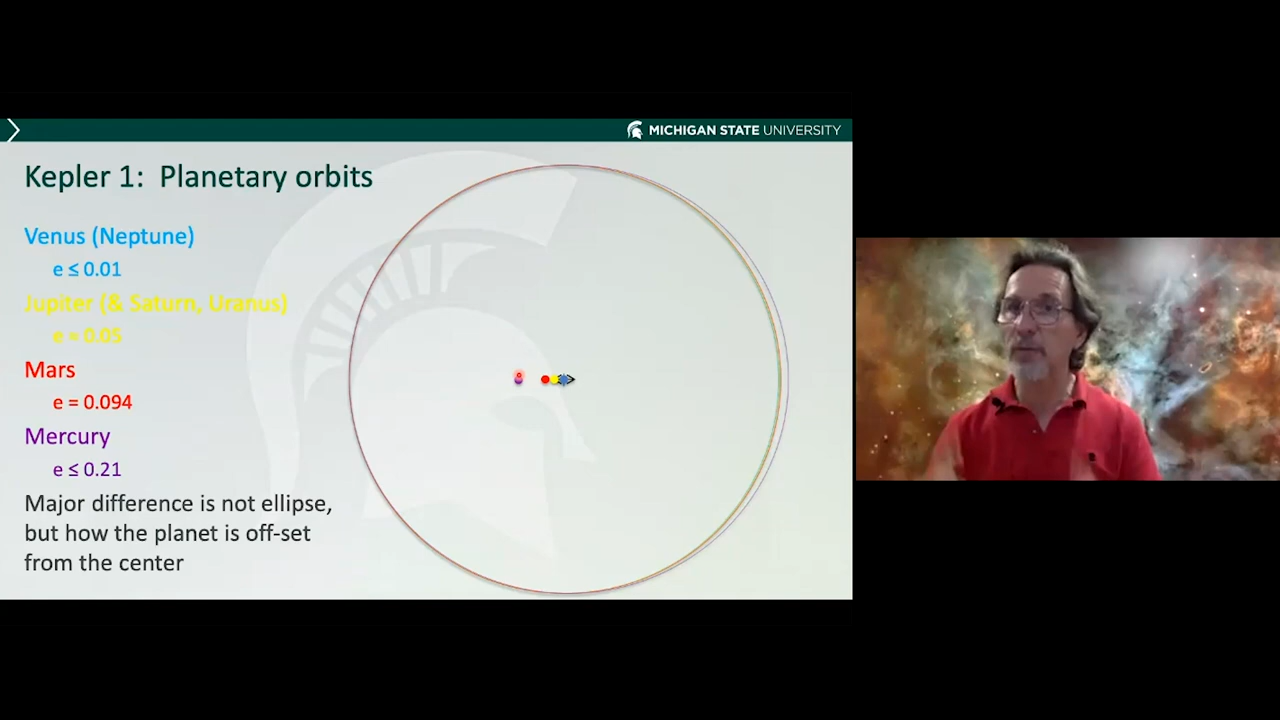 MICHIGAN STATE UNIVERSITY
Kepler 1: Planetary orbits
Venus (Neptune)
e ≤ 0.01
Jupiter (& Saturn, Uranus)
e = 0.05
Mars
e = 0.094
Mercury
e ≤ 0.21
Major difference is not ellipse,
but how the planet is off-set
from the center